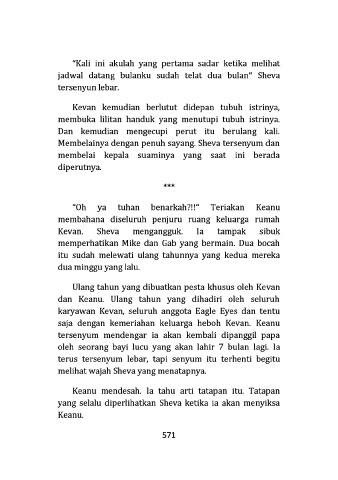 "Kali ini akulah yang pertama sadar ketika melihat
jadwal datang bulanku sudah telat dua bulan" Sheva
tersenyun lebar.
Kevan kemudian berlutut didepan tubuh istrinya,
membuka lilitan handuk yang menutupi tubuh istrinya.
Dan kemudian mengecupi perut itu berulang kali.
Membelainya dengan penuh sayang. Sheva tersenyum dan
membelai kepala suaminya yang saat ini berada
diperutnya.
***
"Oh ya tuhan benarkah?!!" Teriakan Keanu
membahana diseluruh penjuru ruang keluarga rumah
Kevan. Sheva mengangguk. Ia tampak sibuk
memperhatikan Mike dan Gab yang bermain. Dua bocah
itu sudah melewati ulang tahunnya yang kedua mereka
dua minggu yang lalu.
Ulang tahun yang dibuatkan pesta khusus oleh Kevan
dan Keanu. Ulang tahun yang dihadiri oleh seluruh
karyawan Kevan, seluruh anggota Eagle Eyes dan tentu
saja dengan kemeriahan keluarga heboh Kevan. Keanu
tersenyum mendengar ia akan kembali dipanggil papa
oleh seorang bayi lucu yang akan lahir 7 bulan lagi. Ia
terus tersenyum lebar, tapi senyum itu terhenti begitu
melihat wajah Sheva yang menatapnya.
Keanu mendesah. Ia tahu arti tatapan itu. Tatapan
yang selalu diperlihatkan Sheva ketika ia akan menyiksa
Keanu.
571